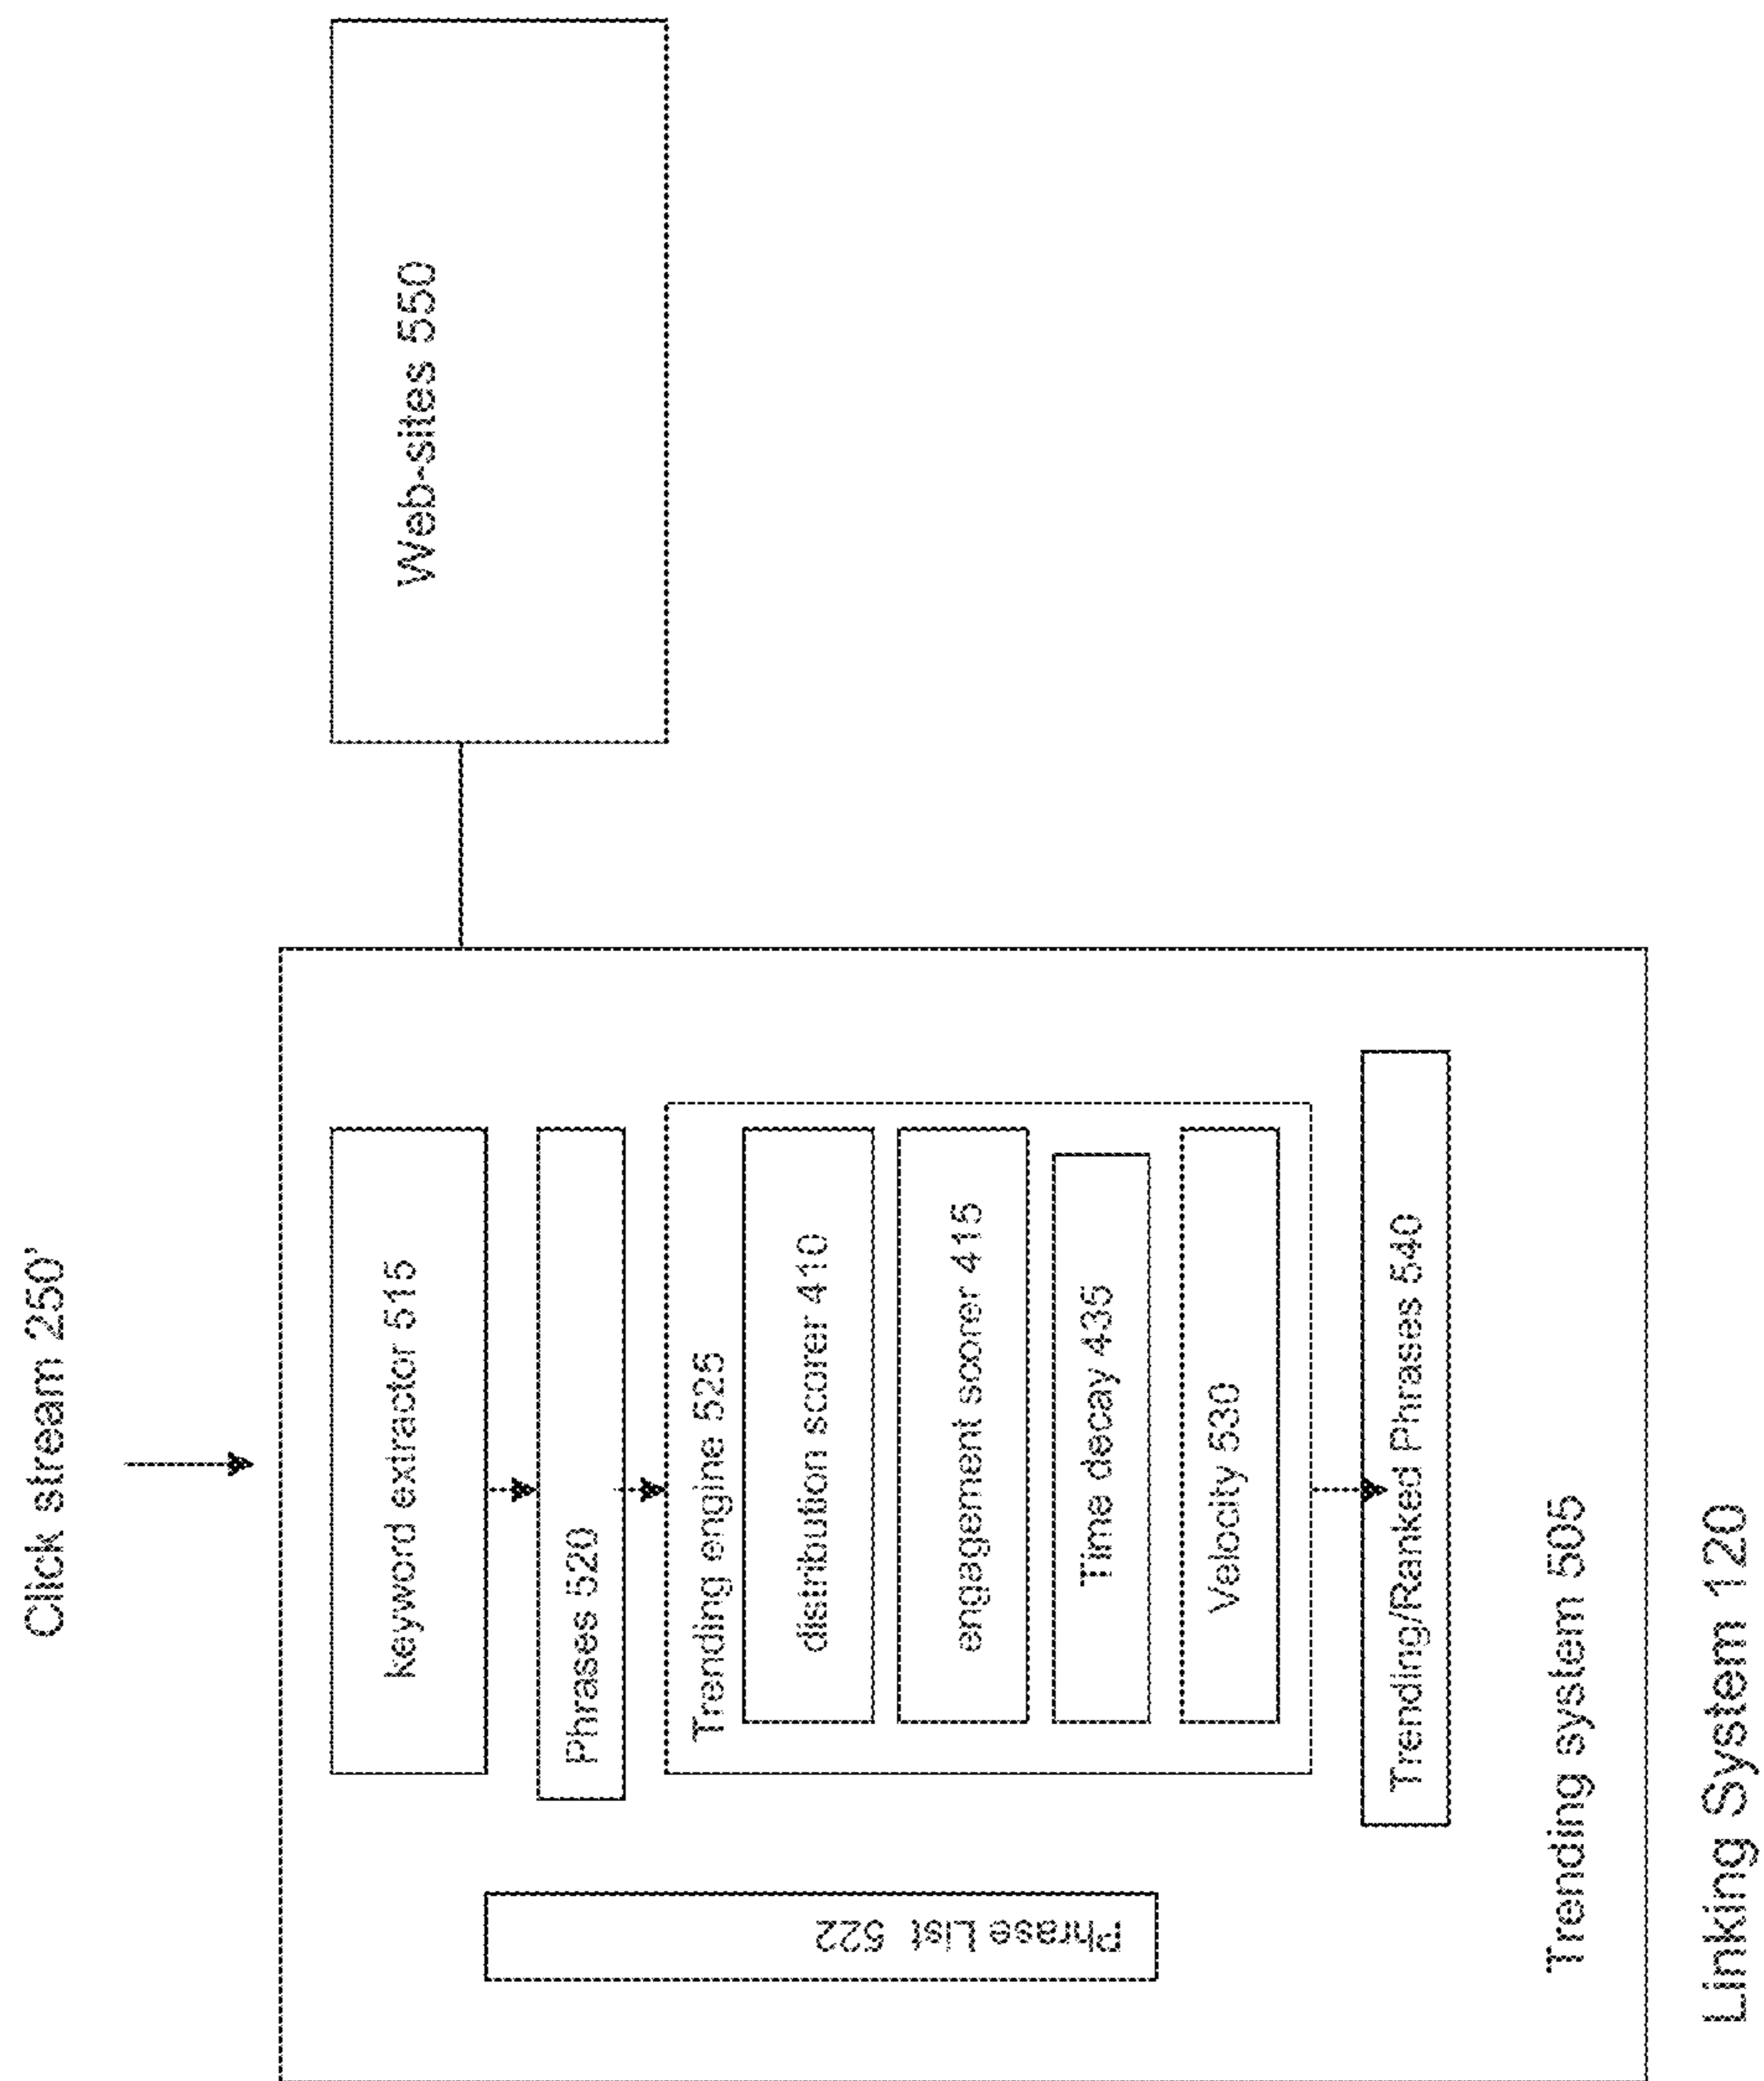 Click stream 250'
Web-sites 550
keyword extractor 515
Phrases 520
Phrase List 522
Trending engine 525
distribution scorer 410
engagement scorer 415
Time decay 435
Velocity 530
Trending/Ranked Phrases 540
Trending system 505
Linking System 120